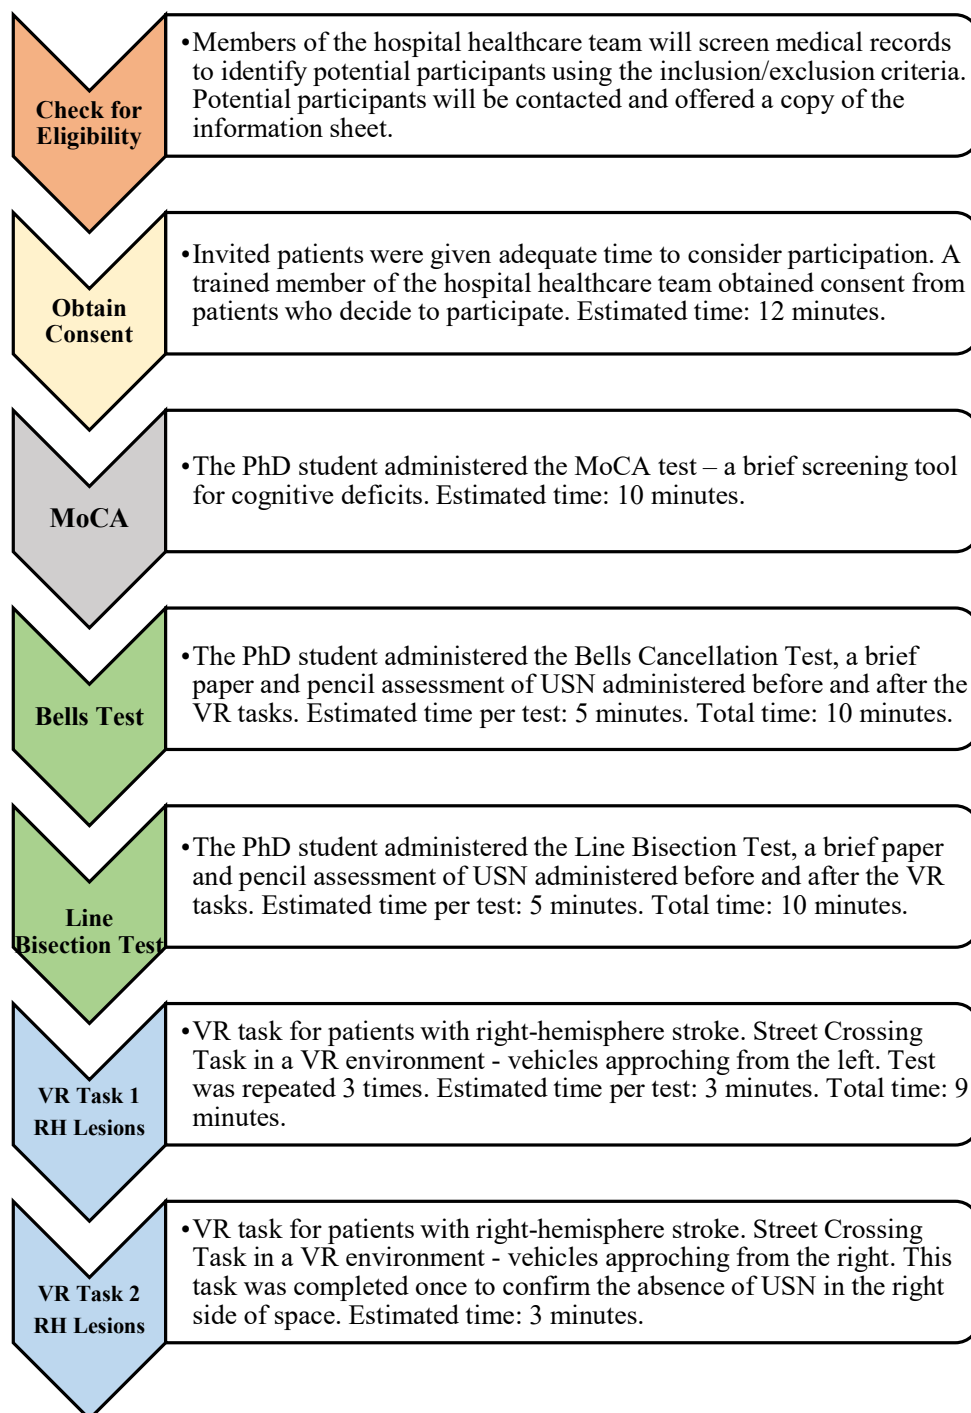 Check for
Eligibility
•Members of the hospital healthcare team will screen medical records
to identify potential participants using the inclusion/exclusion criteria.
Potential participants will be contacted and offered a copy of the
information sheet.
Obtain
Consent
•Invited patients were given adequate time to consider participation. A
trained member of the hospital healthcare team obtained consent from
patients who decide to participate. Estimated time: 12 minutes.
MoCA
•The PhD student administered the MoCA test – a brief screening tool
for cognitive deficits. Estimated time: 10 minutes.
Bells Test
•The PhD student administered the Bells Cancellation Test, a brief
paper and pencil assessment of USN administered before and after the
VR tasks. Estimated time per test: 5 minutes. Total time: 10 minutes.
Line
Bisection Test
•The PhD student administered the Line Bisection Test, a brief paper
and pencil assessment of USN administered before and after the VR
tasks. Estimated time per test: 5 minutes. Total time: 10 minutes.
VR Task 1
RH Lesions
•VR task for patients with right-hemisphere stroke. Street Crossing
Task in a VR environment - vehicles approching from the left. Test
was repeated 3 times. Estimated time per test: 3 minutes. Total time: 9
minutes.
VR Task 2
RH Lesions
•VR task for patients with right-hemisphere stroke. Street Crossing
Task in a VR environment - vehicles approching from the right. This
task was completed once to confirm the absence of USN in the right
side of space. Estimated time: 3 minutes.